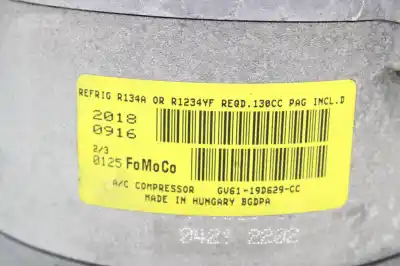 REFRIG R134A OR R1234YF REQD.130CC PAG INCL.D
2018
0916
2/3
0125 FoMoCo
A/C COMPRESSOR GV61-19D629-CC
MADE IN HUNGARY BGDPA
0421 2202